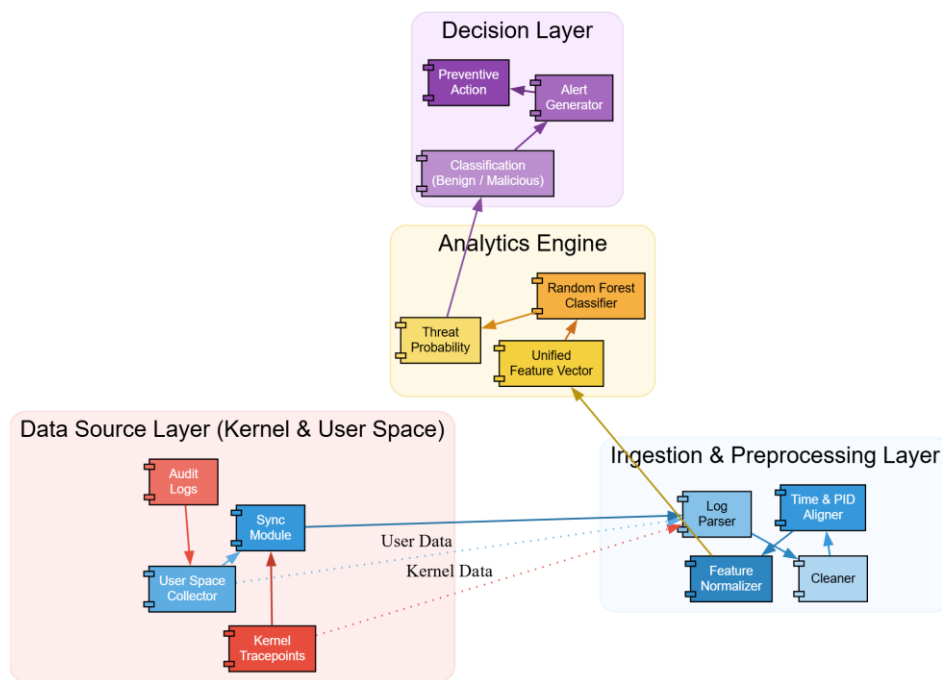 Decision Layer
Preventive
Action
Alert
Generator
Classification
(Benign / Malicious)
Analytics Engine
Random Forest
Classifier
Threat
Probability
Unified
Feature Vector
Data Source Layer (Kernel & User Space)
Audit
Logs
Sync
Module
User Space
Collector
Kernel
Tracepoints
User Data
Kernel Data
Ingestion & Preprocessing Layer
Log
Parser
Time & PID
Aligner
Feature
Normalizer
Cleaner